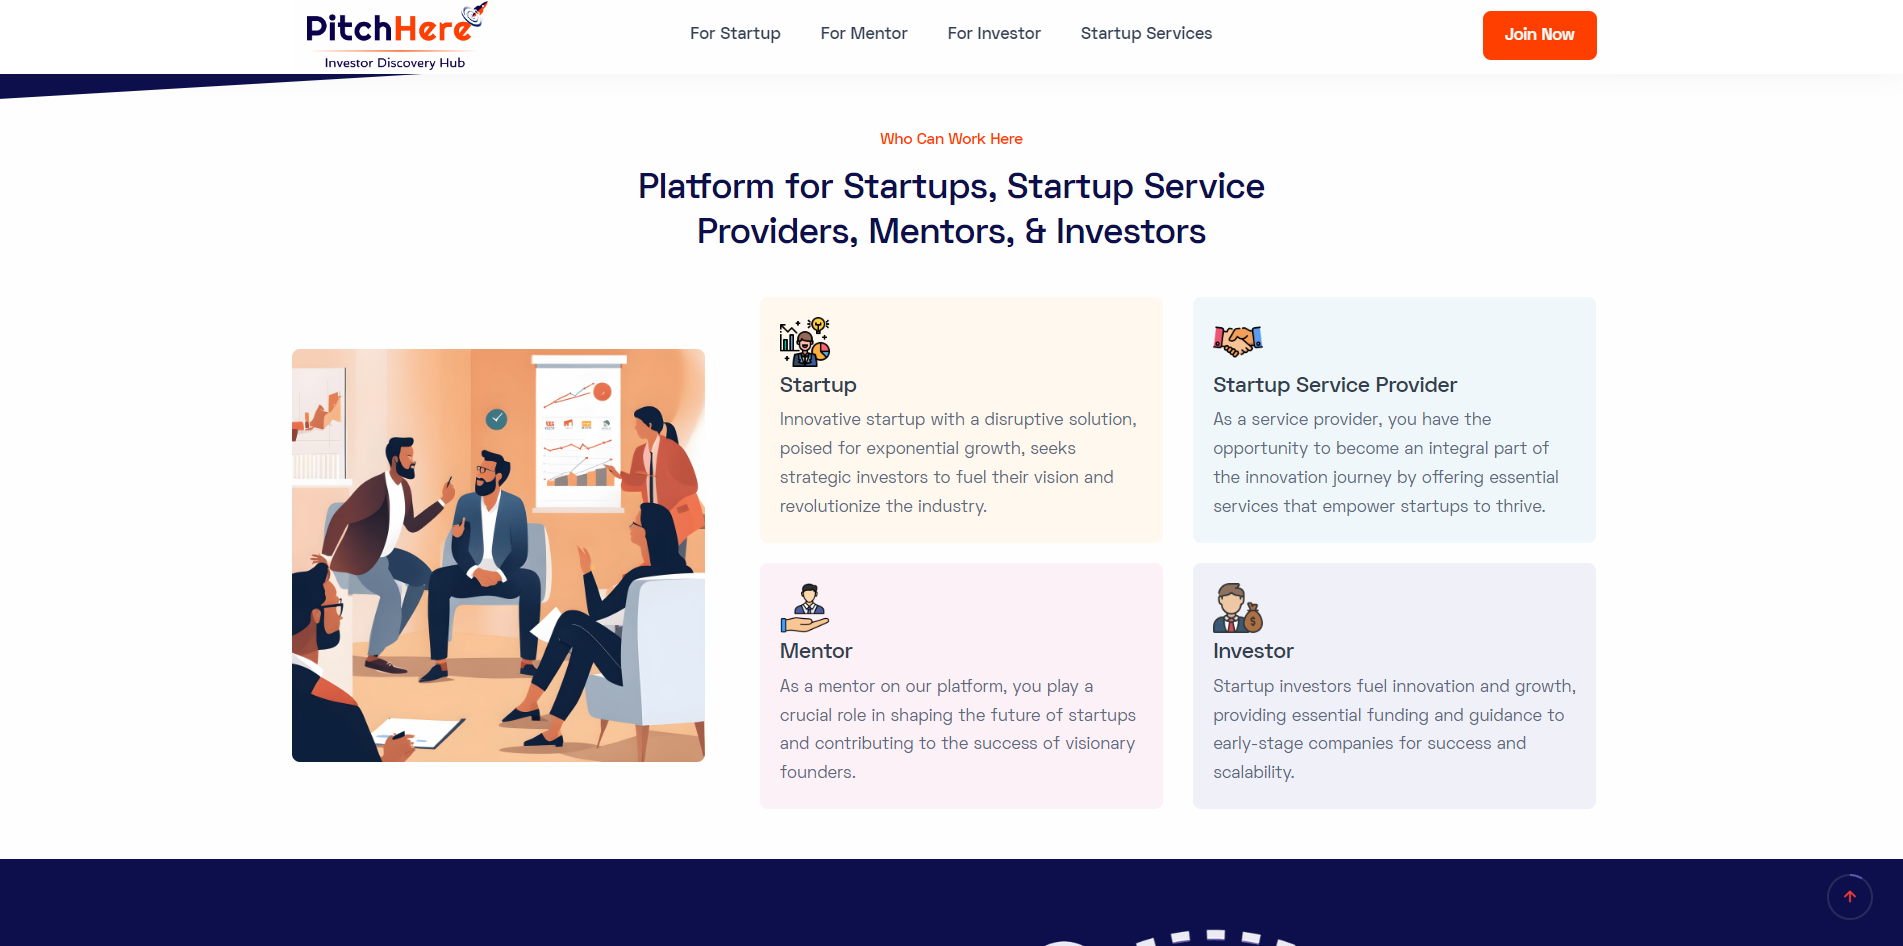 PitchHere
Investor Discovery Hub
For Startup
For Mentor
For Investor
Startup Services
Join Now
Who Can Work Here
Platform for Startups, Startup Service
Providers, Mentors, & Investors
Startup
Innovative startup with a disruptive solution,
poised for exponential growth, seeks
strategic investors to fuel their vision and
revolutionize the industry.
Startup Service Provider
As a service provider, you have the
opportunity to become an integral part of
the innovation journey by offering essential
services that empower startups to thrive.
Mentor
As a mentor on our platform, you play a
crucial role in shaping the future of startups
and contributing to the success of visionary
founders.
Investor
Startup investors fuel innovation and growth,
providing essential funding and guidance to
early-stage companies for success and
scalability.